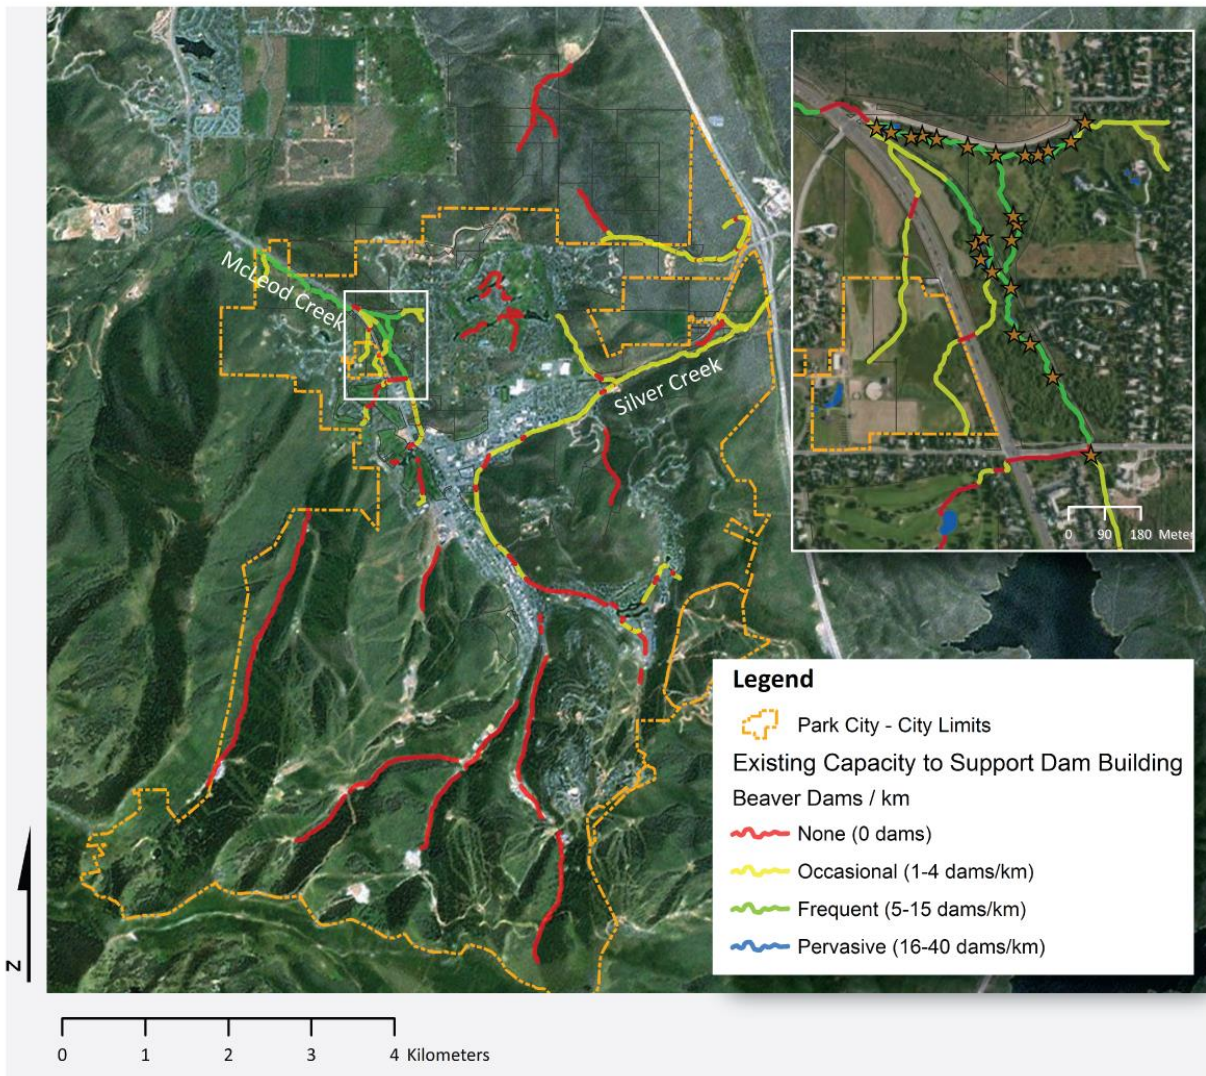 McLeod Creek
Silver Creek
0 90 180 Mete
Legend
Park City - City Limits
Existing Capacity to Support Dam Building
Beaver Dams / km
None (0 dams)
Occasional (1-4 dams/km)
Frequent (5-15 dams/km)
Pervasive (16-40 dams/km)
N
0 1 2 3 4 Kilometers